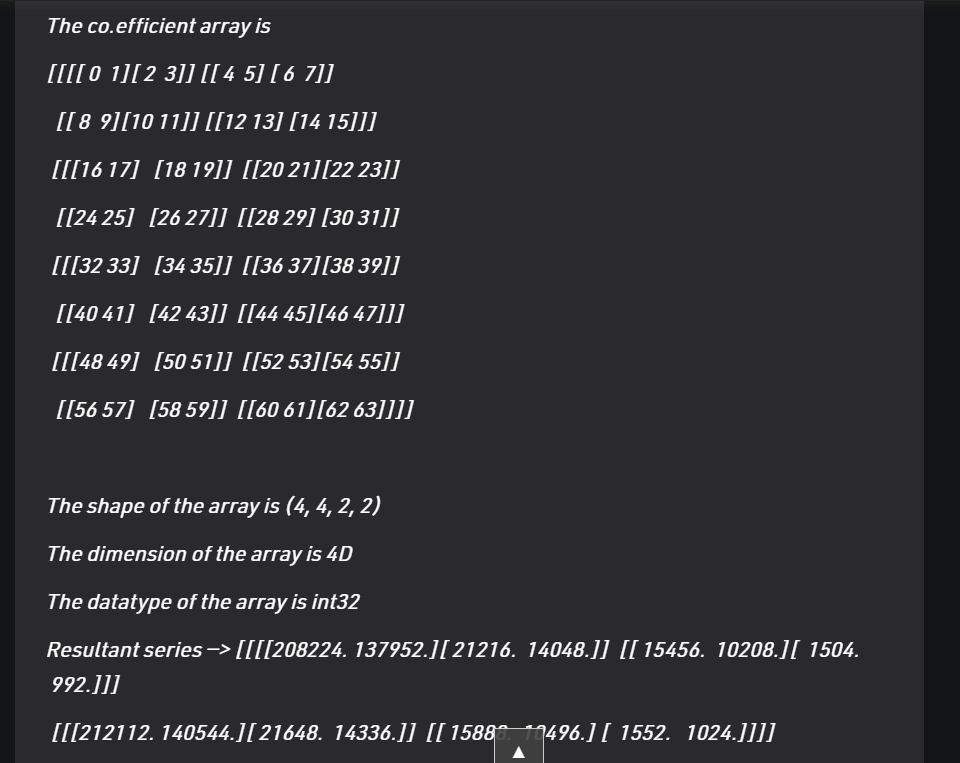 The co.efficient array is
[[[[ 0 1][ 2 3]] [[ 4 5] [ 6 7]]
[[ 8 9][10 11]] [[12 13] [14 15]]]
[[[16 17] [18 19]] [[20 21][22 23]]
[[24 25] [26 27]] [[28 29] [30 31]]
[[[32 33] [34 35]] [[36 37][38 39]]
[[40 41] [42 43]] [[44 45][46 47]]]
[[[48 49] [50 51]] [[52 53][54 55]]
[[56 57] [58 59]] [[60 61][62 63]]]]
The shape of the array is (4, 4, 2, 2)
The dimension of the array is 4D
The datatype of the array is int32
Resultant series —> [[[[208224. 137952.][ 21216. 14048.]] [[ 15456. 10208.][ 1504.
992.]]]
[[[212112. 140544.][ 21648. 14336.]] [[ 15888. 10496.] [ 1552. 1024.]]]]